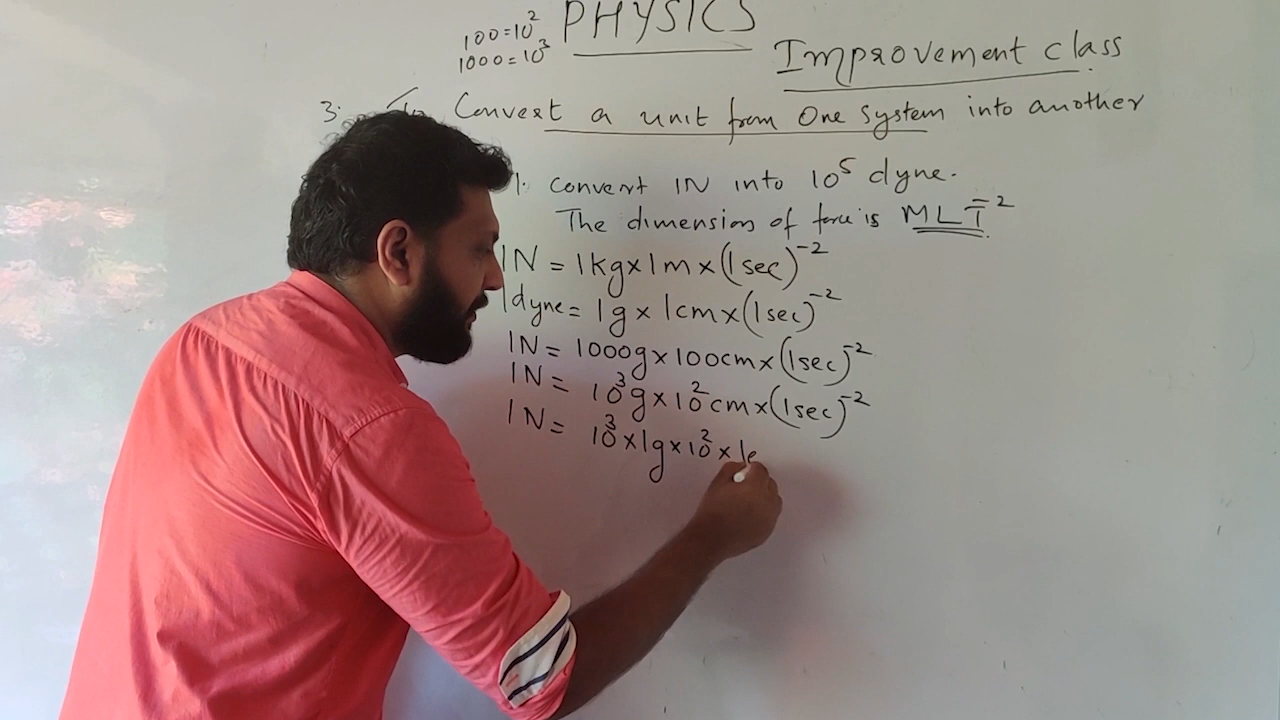 100=10²
1000=10³
PHYSICS
Improvement class
3. To Convert a unit from One System into another
1. convert 1N into 10⁵ dyne.
The dimension of force is MLT⁻²
1N = 1kg×1m×(1sec)⁻²
1dyne = 1g × 1cm×(1sec)⁻²
1N = 1000g×100cm×(1sec)⁻²
1N = 10³g×10²cm×(1sec)⁻²
1N = 10³×1g×10²×1c